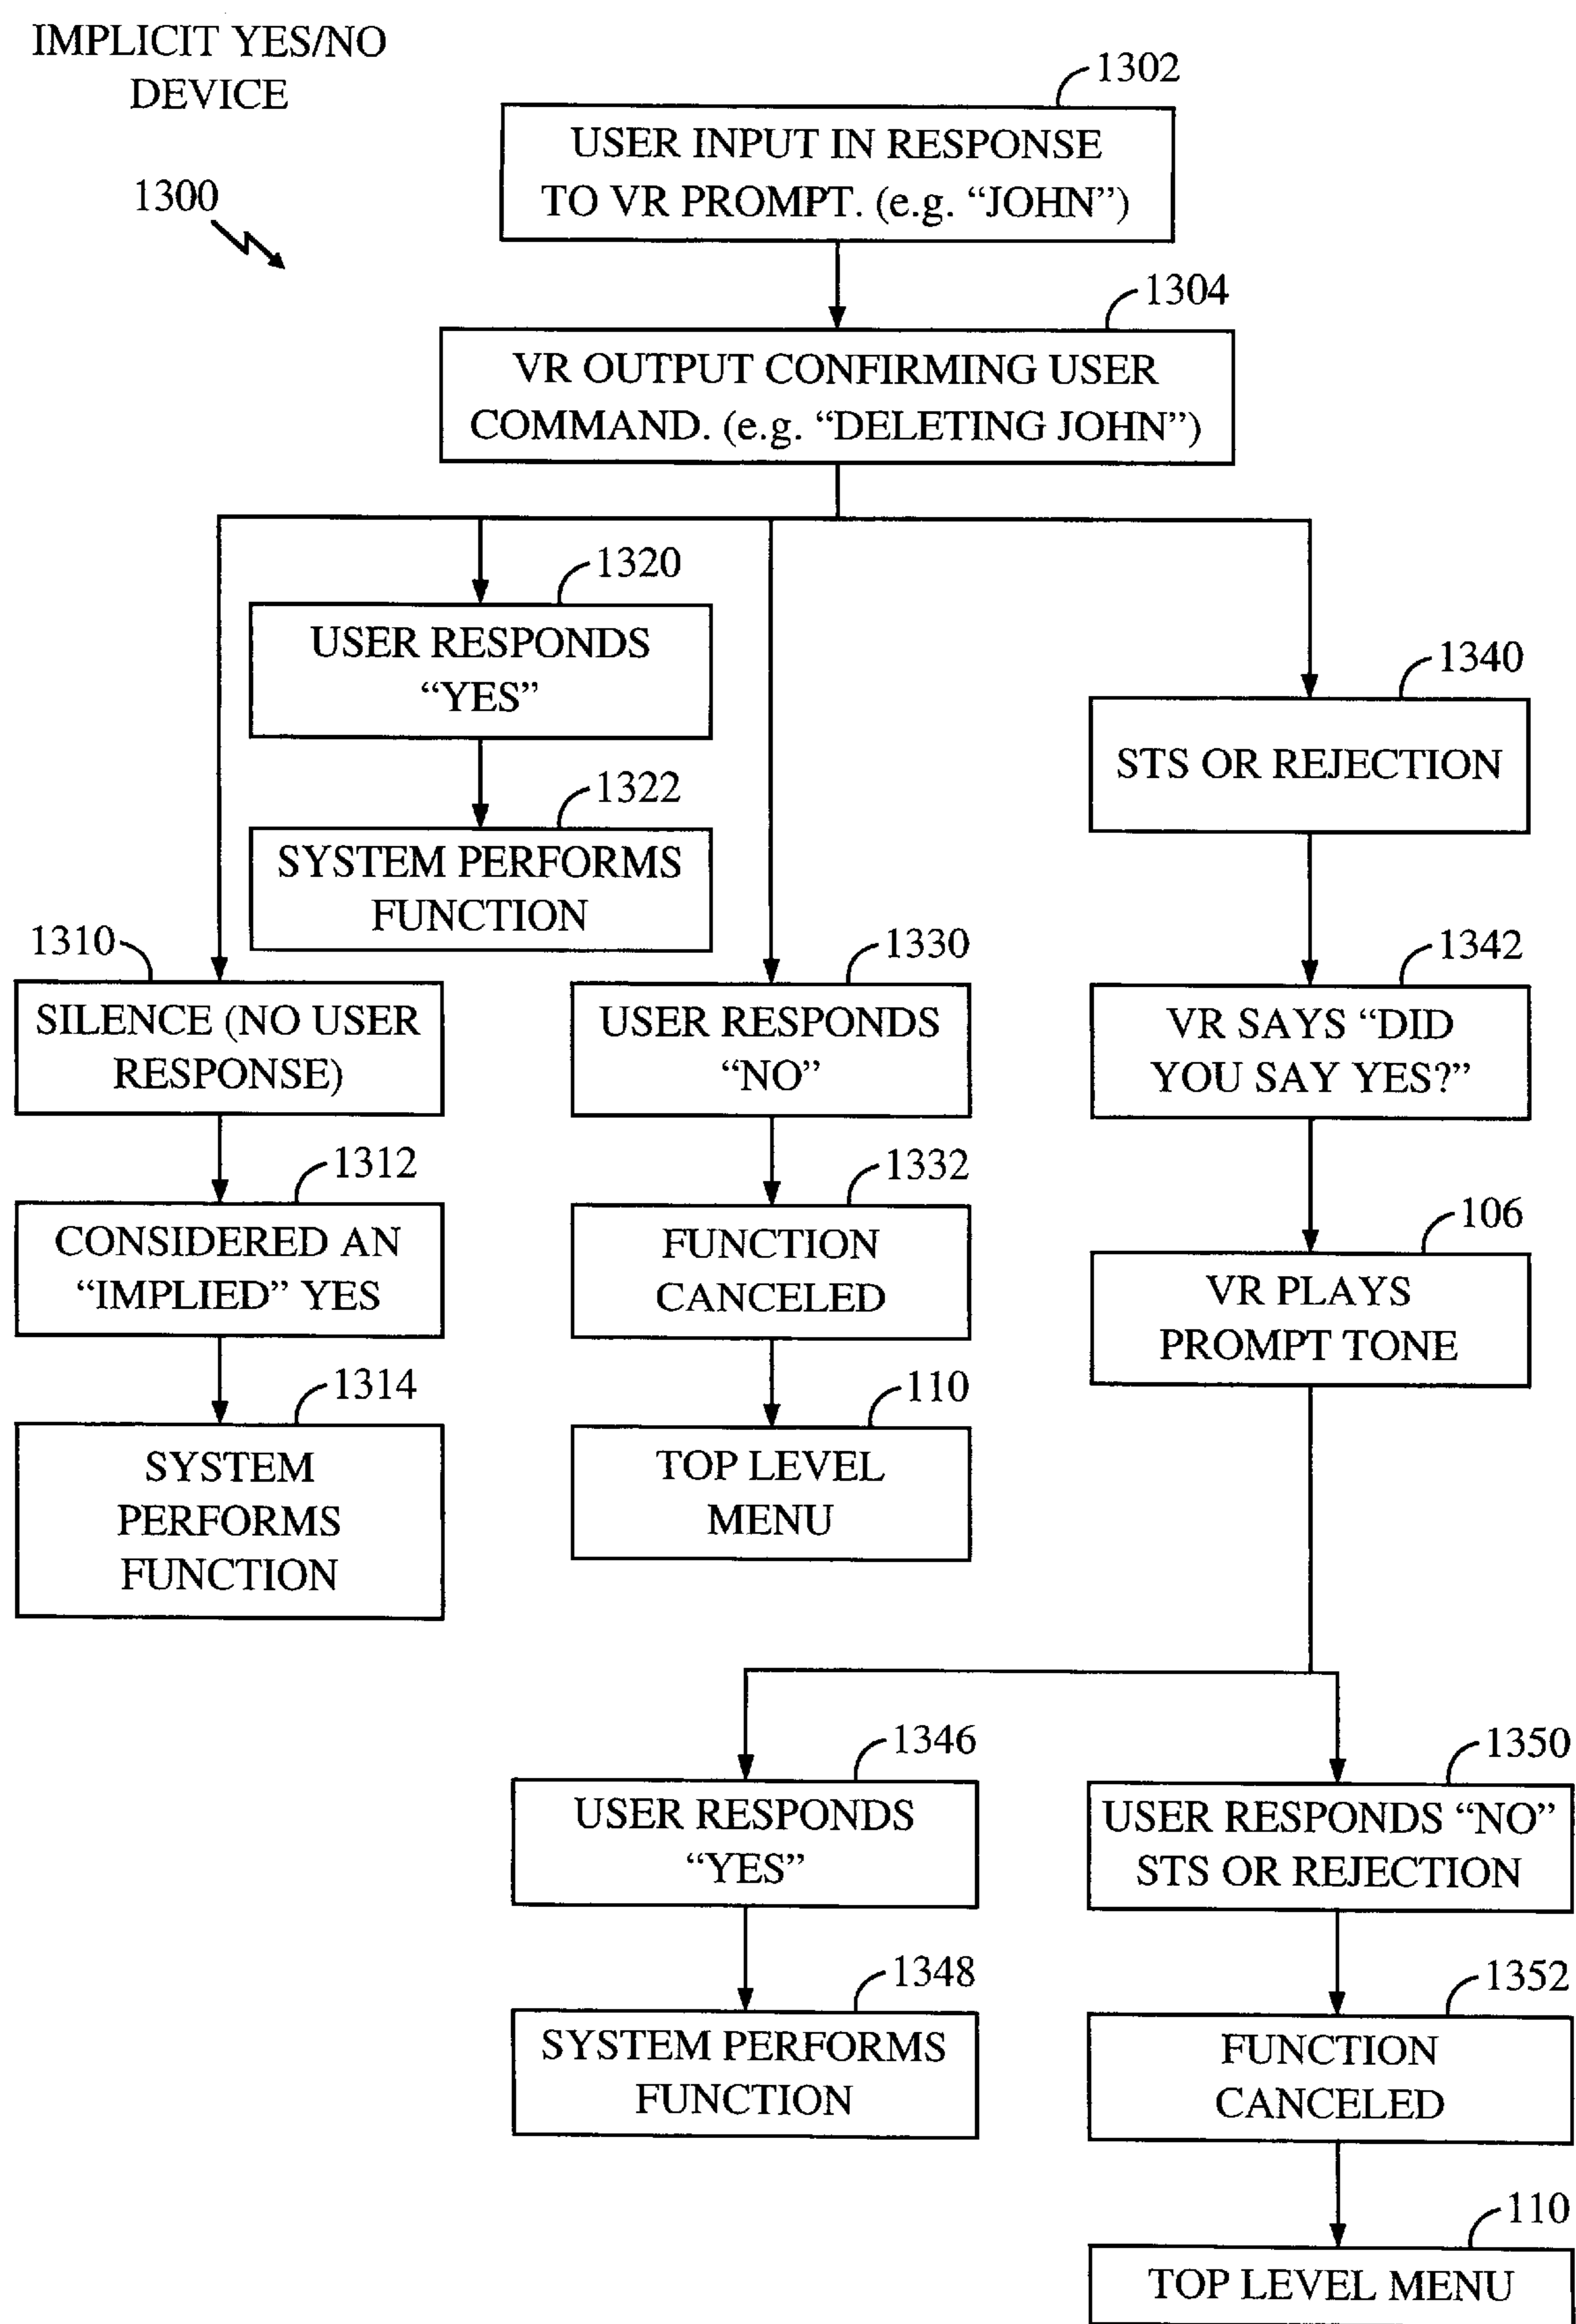 IMPLICIT YES/NO
DEVICE
1300
1302
USER INPUT IN RESPONSE
TO VR PROMPT. (e.g. “JOHN”)
1304
VR OUTPUT CONFIRMING USER
COMMAND. (e.g. “DELETING JOHN”)
1320
USER RESPONDS
“YES”
1322
SYSTEM PERFORMS
FUNCTION
1310
SILENCE (NO USER
RESPONSE)
1312
CONSIDERED AN
“IMPLIED” YES
1314
SYSTEM
PERFORMS
FUNCTION
1330
USER RESPONDS
“NO”
1332
FUNCTION
CANCELED
110
TOP LEVEL
MENU
1340
STS OR REJECTION
1342
VR SAYS “DID
YOU SAY YES?”
106
VR PLAYS
PROMPT TONE
1346
USER RESPONDS
“YES”
1348
SYSTEM PERFORMS
FUNCTION
1350
USER RESPONDS “NO”
STS OR REJECTION
1352
FUNCTION
CANCELED
110
TOP LEVEL MENU